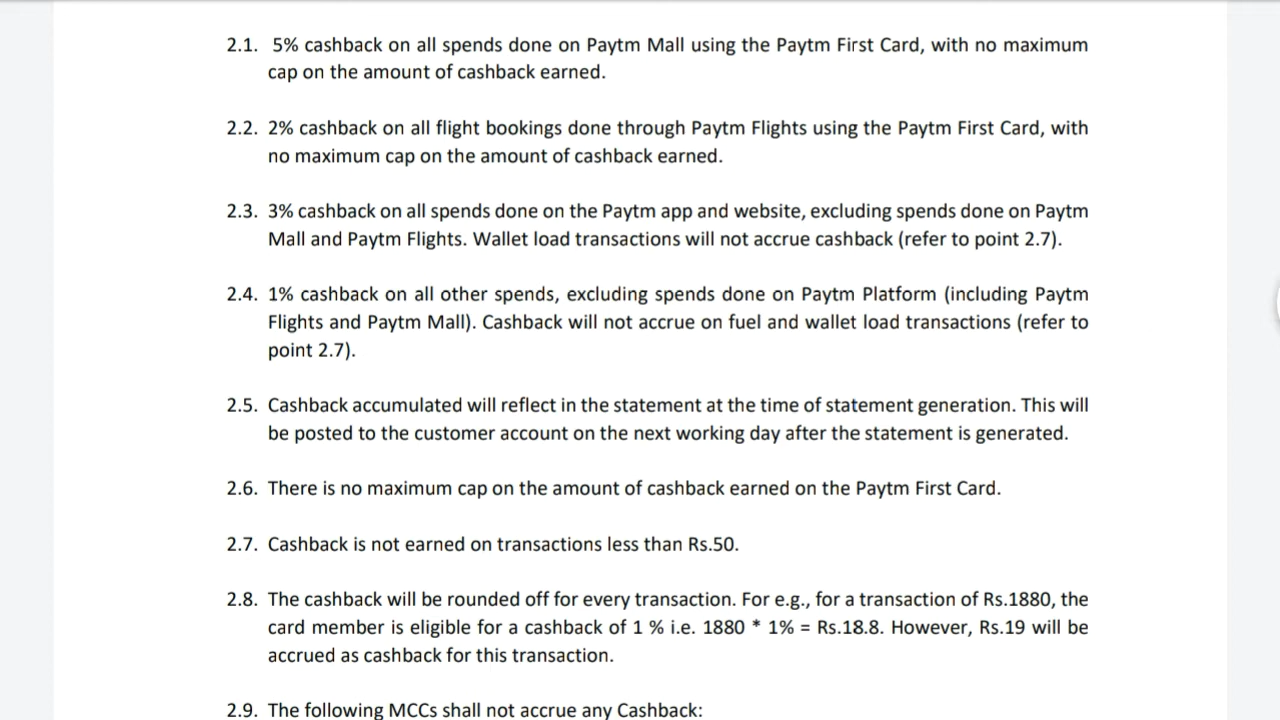 2.1. 5% cashback on all spends done on Paytm Mall using the Paytm First Card, with no maximum
cap on the amount of cashback earned.
2.2. 2% cashback on all flight bookings done through Paytm Flights using the Paytm First Card, with
no maximum cap on the amount of cashback earned.
2.3. 3% cashback on all spends done on the Paytm app and website, excluding spends done on Paytm
Mall and Paytm Flights. Wallet load transactions will not accrue cashback (refer to point 2.7).
2.4. 1% cashback on all other spends, excluding spends done on Paytm Platform (including Paytm
Flights and Paytm Mall). Cashback will not accrue on fuel and wallet load transactions (refer to
point 2.7).
2.5. Cashback accumulated will reflect in the statement at the time of statement generation. This will
be posted to the customer account on the next working day after the statement is generated.
2.6. There is no maximum cap on the amount of cashback earned on the Paytm First Card.
2.7. Cashback is not earned on transactions less than Rs.50.
2.8. The cashback will be rounded off for every transaction. For e.g., for a transaction of Rs.1880, the
card member is eligible for a cashback of 1 % i.e. 1880 * 1% = Rs.18.8. However, Rs.19 will be
accrued as cashback for this transaction.
2.9. The following MCCs shall not accrue any Cashback: